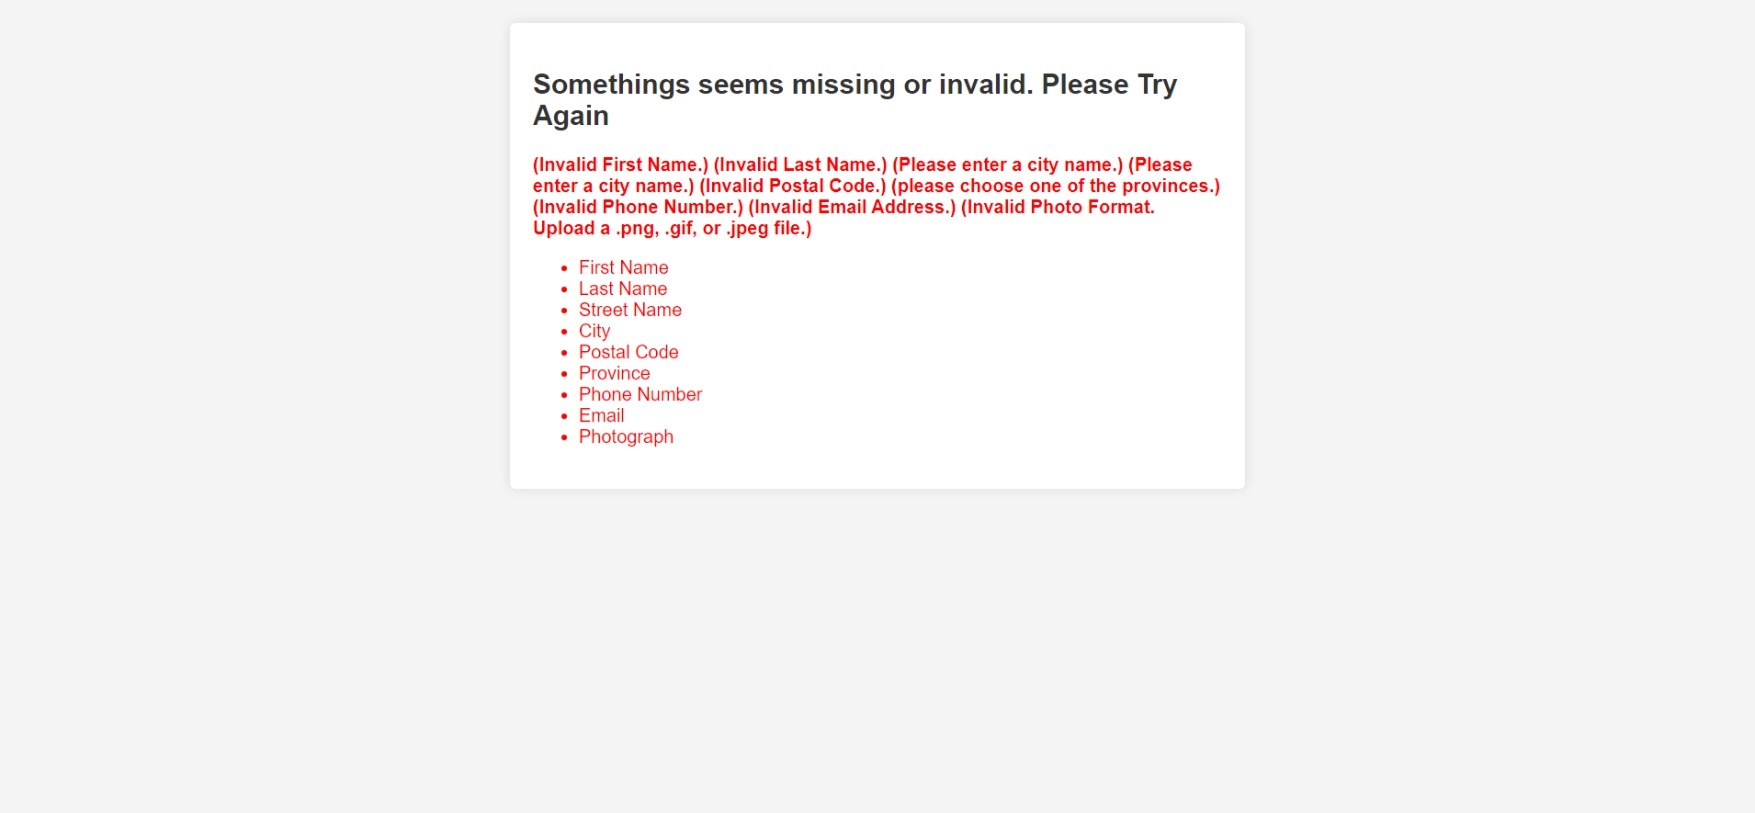 Somethings seems missing or invalid. Please Try
Again
(Invalid First Name.) (Invalid Last Name.) (Please enter a city name.) (Please
enter a city name.) (Invalid Postal Code.) (please choose one of the provinces.)
(Invalid Phone Number.) (Invalid Email Address.) (Invalid Photo Format.
Upload a .png, .gif, or .jpeg file.)
• First Name
• Last Name
• Street Name
• City
• Postal Code
• Province
• Phone Number
• Email
• Photograph